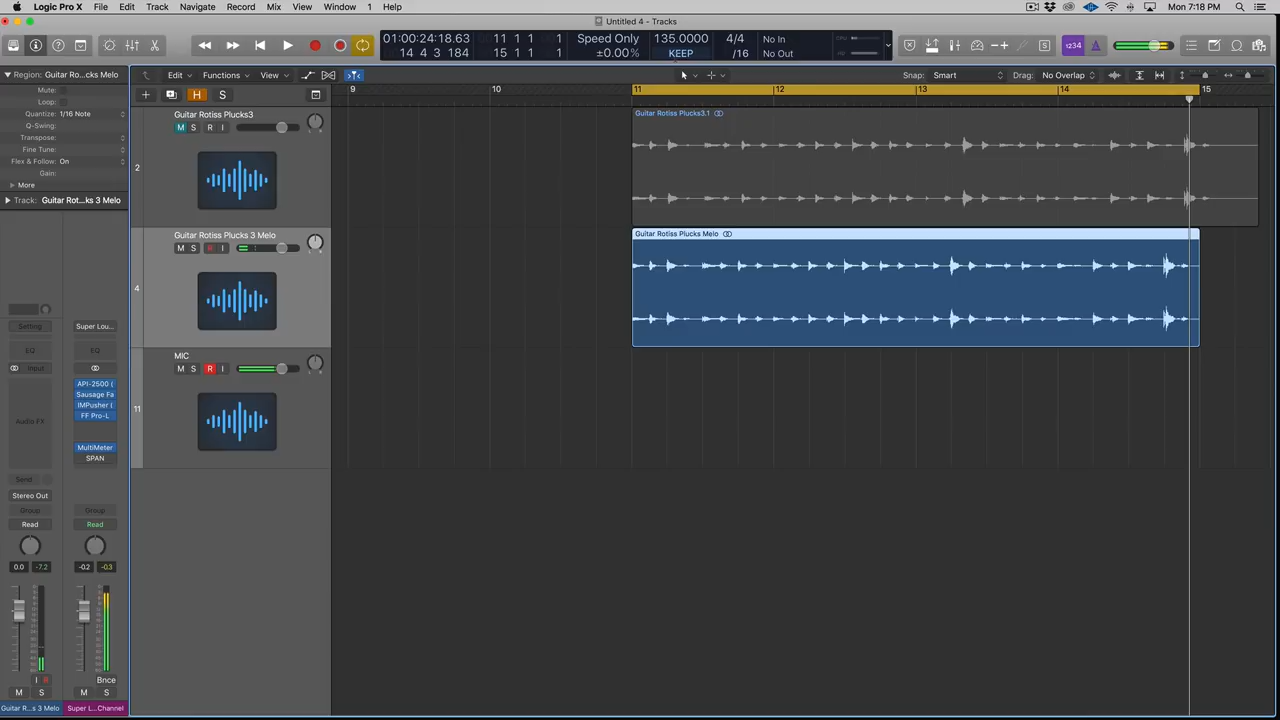 Logic Pro X File Edit Track Navigate Record Mix View Window 1 Help Mon 7:18 PM
Untitled 4 - Tracks
01:00:24:18.63 11 1 1 1 Speed Only 135.0000 4/4 No In CPU
14 4 3 184 15 1 1 1 ±0.00% KEEP /16 No Out HD
1234
Region: Guitar Ro...cks Melo
Edit Functions View Snap: Smart Drag: No Overlap
Mute:
Loop:
Quantize: 1/16 Note
Q-Swing:
Transpose:
Fine Tune:
Flex & Follow: On
Gain:
More
Track: Guitar Rot...ks 3 Melo
H S
9 10 11 12 13 14 15
2
Guitar Rotiss Plucks3
M S R I
Guitar Rotiss Plucks3.1
4
Guitar Rotiss Plucks 3 Melo
M S R I
Guitar Rotiss Plucks Melo
11
MIC
M S R I
Setting Super Lou...
EQ EQ
Input
API-2500 (
Sausage Fa
IMPusher (
FF Pro-L
Audio FX
MultiMeter
SPAN
Send
Stereo Out
Group Group
Read Read
0.0 -7.2 -0.2 -0.3
I R Bnce
M S M S
Guitar R...s 3 Melo Super L...Channel